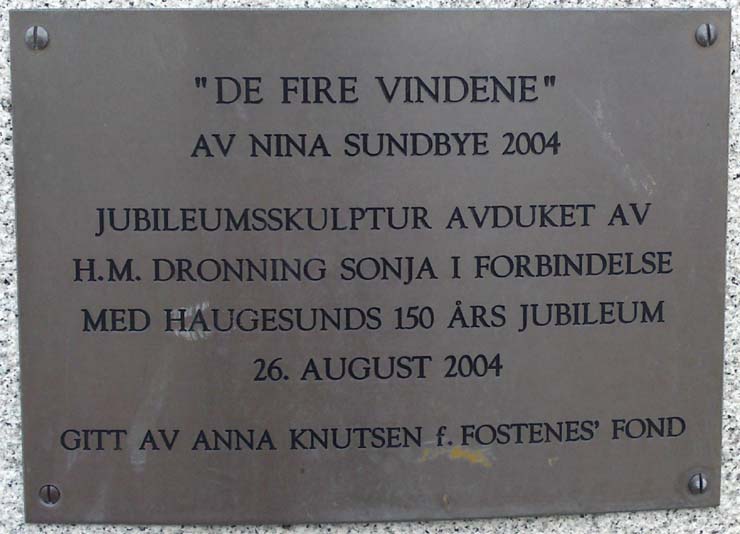 "DE FIRE VINDENE"
AV NINA SUNDBYE 2004
JUBILEUMSSKULPTUR AVDUKET AV
H.M. DRONNING SONJA I FORBINDELSE
MED HAUGESUNDS 150 ÅRS JUBILEUM
26. AUGUST 2004
GITT AV ANNA KNUTSEN f. FOSTENES' FOND